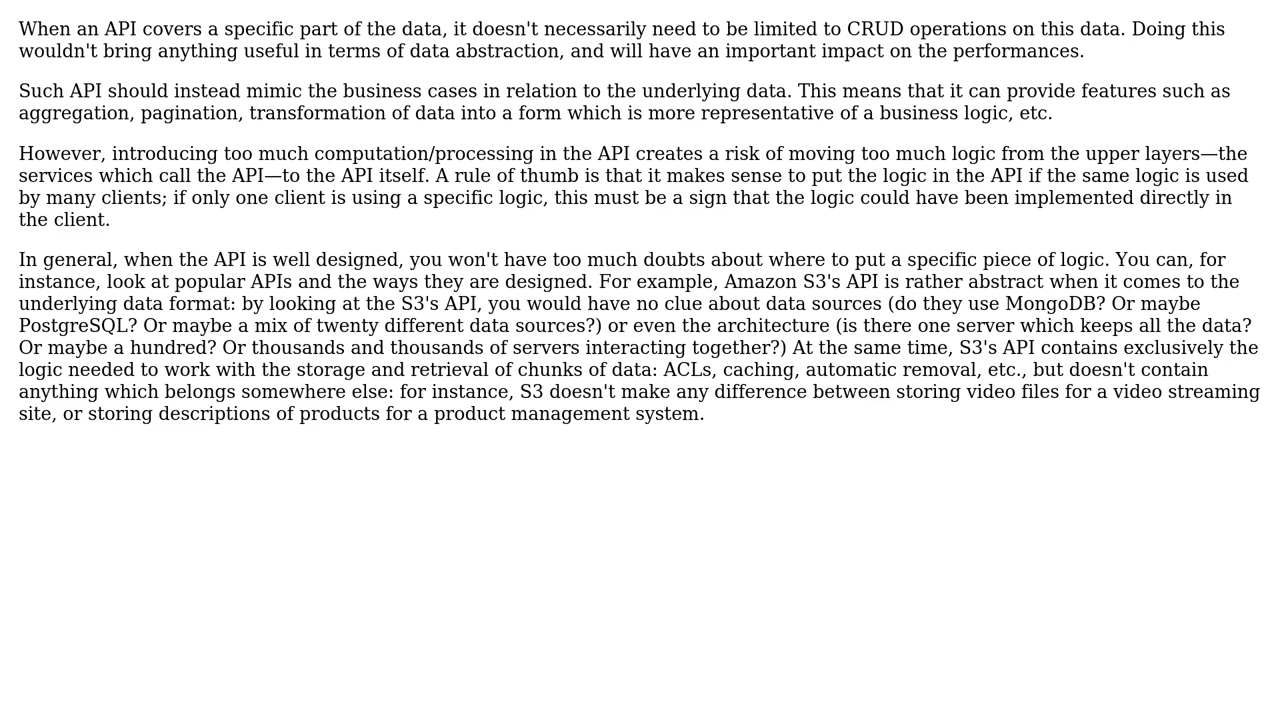 When an API covers a specific part of the data, it doesn't necessarily need to be limited to CRUD operations on this data. Doing this
wouldn't bring anything useful in terms of data abstraction, and will have an important impact on the performances.
Such API should instead mimic the business cases in relation to the underlying data. This means that it can provide features such as
aggregation, pagination, transformation of data into a form which is more representative of a business logic, etc.
However, introducing too much computation/processing in the API creates a risk of moving too much logic from the upper layers—the
services which call the API—to the API itself. A rule of thumb is that it makes sense to put the logic in the API if the same logic is used
by many clients; if only one client is using a specific logic, this must be a sign that the logic could have been implemented directly in
the client.
In general, when the API is well designed, you won't have too much doubts about where to put a specific piece of logic. You can, for
instance, look at popular APIs and the ways they are designed. For example, Amazon S3's API is rather abstract when it comes to the
underlying data format: by looking at the S3's API, you would have no clue about data sources (do they use MongoDB? Or maybe
PostgreSQL? Or maybe a mix of twenty different data sources?) or even the architecture (is there one server which keeps all the data?
Or maybe a hundred? Or thousands and thousands of servers interacting together?) At the same time, S3's API contains exclusively the
logic needed to work with the storage and retrieval of chunks of data: ACLs, caching, automatic removal, etc., but doesn't contain
anything which belongs somewhere else: for instance, S3 doesn't make any difference between storing video files for a video streaming
site, or storing descriptions of products for a product management system.